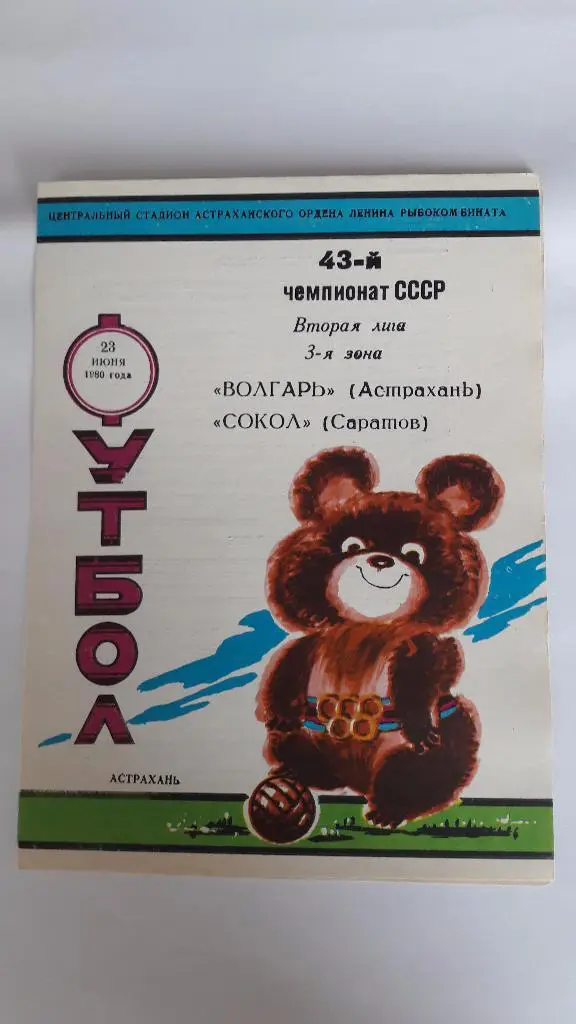 ЦЕНТРАЛЬНЫЙ СТАДИОН АСТРАХАНСКОГО ОРДЕНА ЛЕНИНА РЫБОКОМБИНАТА
43-й
чемпионат СССР
Вторая лига
3-я зона
«ВОЛГАРЬ» (Астрахань)
«СОКОЛ» (Саратов)
23
ИЮНЯ
1980 года
ФУТБОЛ
АСТРАХАНЬ